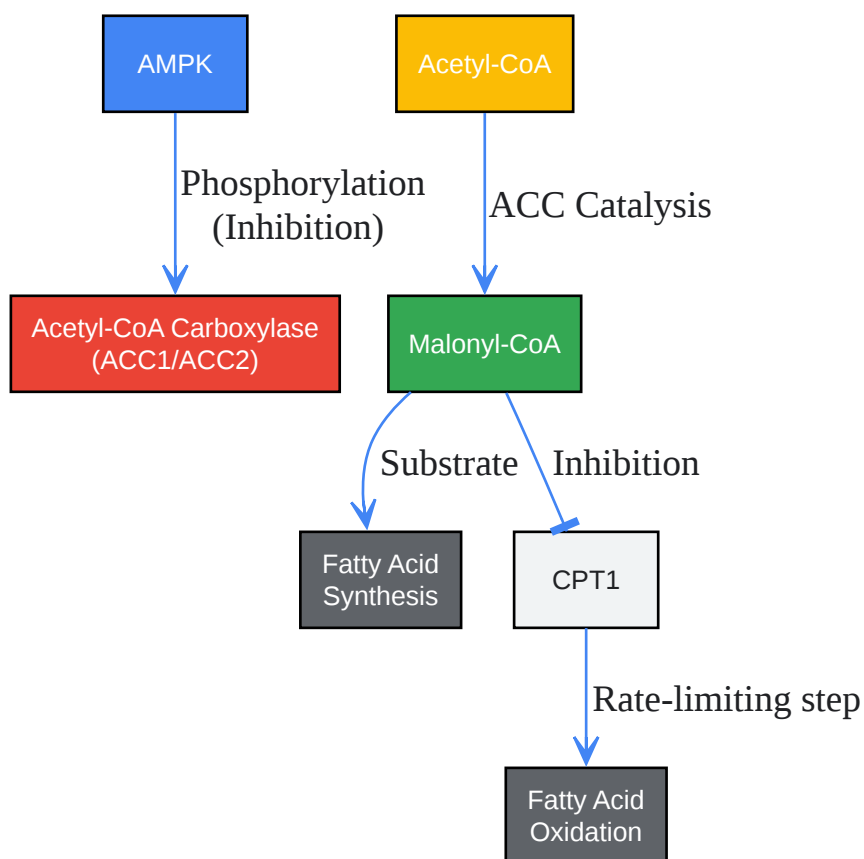 AMPK
Acetyl-CoA
Phosphorylation
(Inhibition)
ACC Catalysis
Acetyl-CoA Carboxylase
(ACC1/ACC2)
Malonyl-CoA
Substrate
Inhibition
Fatty Acid
Synthesis
CPT1
Rate-limiting step
Fatty Acid
Oxidation